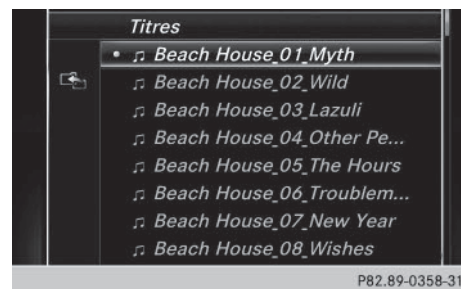 Titres
Beach House_01_Myth
Beach House_02_Wild
Beach House_03_Lazuli
Beach House_04_Other Pe...
Beach House_05_The Hours
Beach House_06_Troublem...
Beach House_07_New Year
Beach House_08_Wishes
P82.89-0358-31